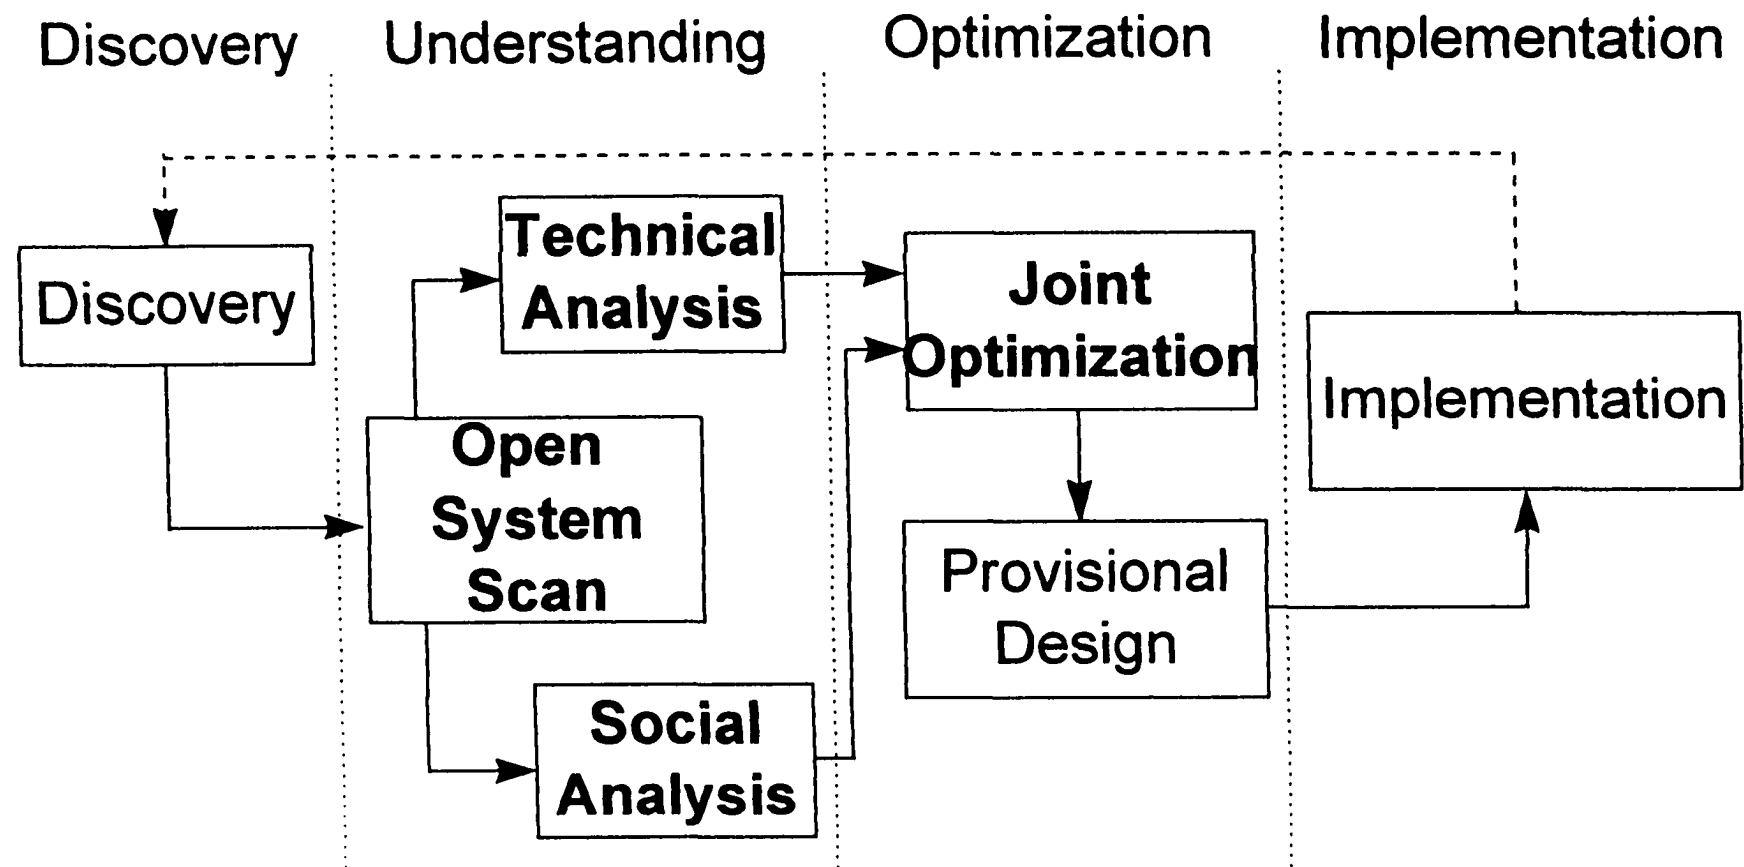 Discovery
Understanding
Optimization
Implementation
Discovery
Technical
Analysis
Open
System
Scan
Social
Analysis
Joint
Optimization
Provisional
Design
Implementation